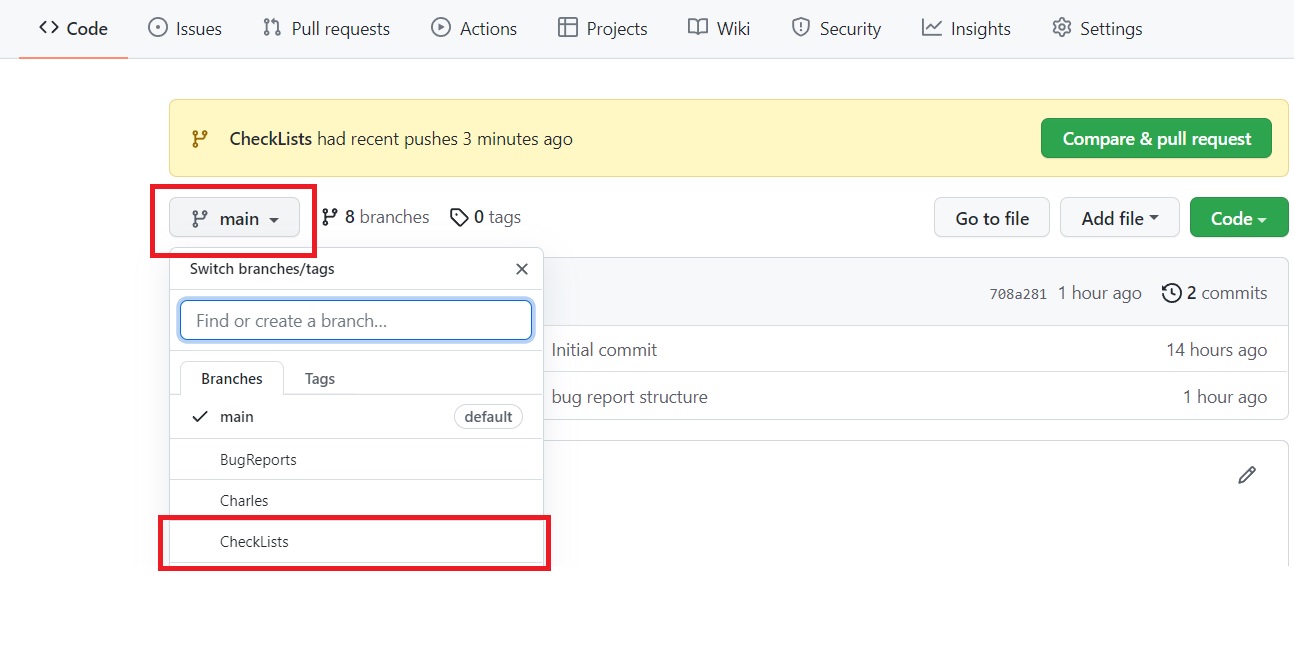 Code Issues Pull requests Actions Projects Wiki Security Insights Settings
CheckLists had recent pushes 3 minutes ago Compare & pull request
main 8 branches 0 tags Go to file Add file Code
Switch branches/tags
708a281 1 hour ago 2 commits
Find or create a branch...
Initial commit 14 hours ago
Branches Tags
bug report structure 1 hour ago
main default
BugReports
Charles
CheckLists